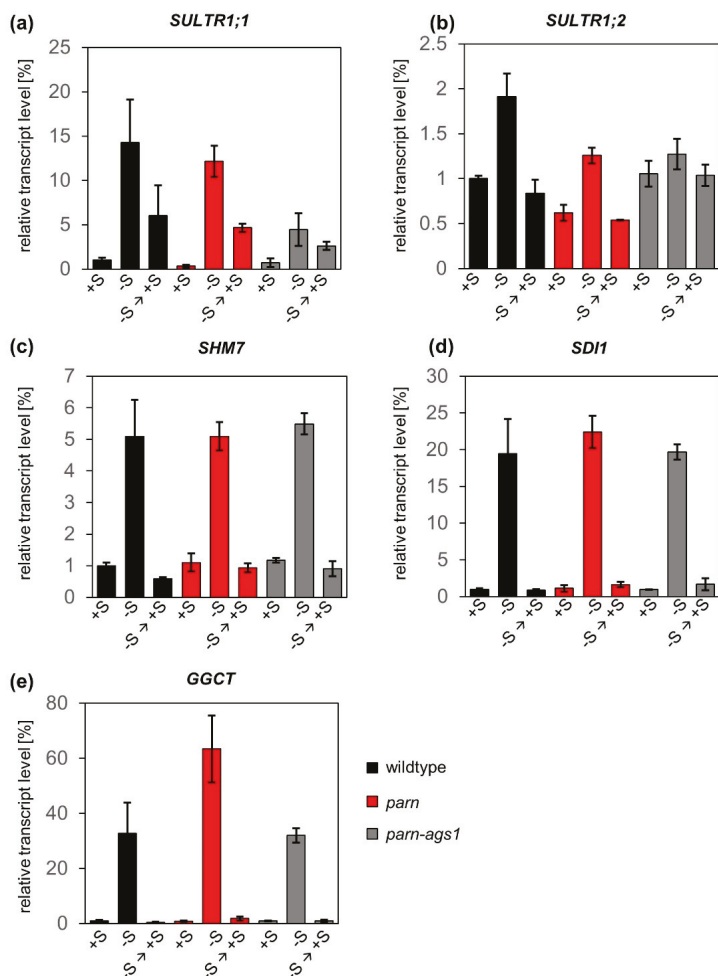 (a)
SULTR1;1
relative transcript level [%]
25
20
15
10
5
0
+S
-S
-S ↗ +S
+S
-S
-S ↗ +S
+S
-S
-S ↗ +S
(b)
SULTR1;2
relative transcript level [%]
2.5
2
1.5
1
0.5
0
+S
-S
-S ↗ +S
+S
-S
-S ↗ +S
+S
-S
-S ↗ +S
(c)
SHM7
relative transcript level [%]
7
6
5
4
3
2
1
0
+S
-S
-S ↗ +S
+S
-S
-S ↗ +S
+S
-S
-S ↗ +S
(d)
SDI1
relative transcript level [%]
30
25
20
15
10
5
0
+S
-S
-S ↗ +S
+S
-S
-S ↗ +S
+S
-S
-S ↗ +S
(e)
GGCT
relative transcript level [%]
80
60
40
20
0
+S
-S
-S ↗ +S
+S
-S
-S ↗ +S
+S
-S
-S ↗ +S
wildtype
parn
parn-ags1